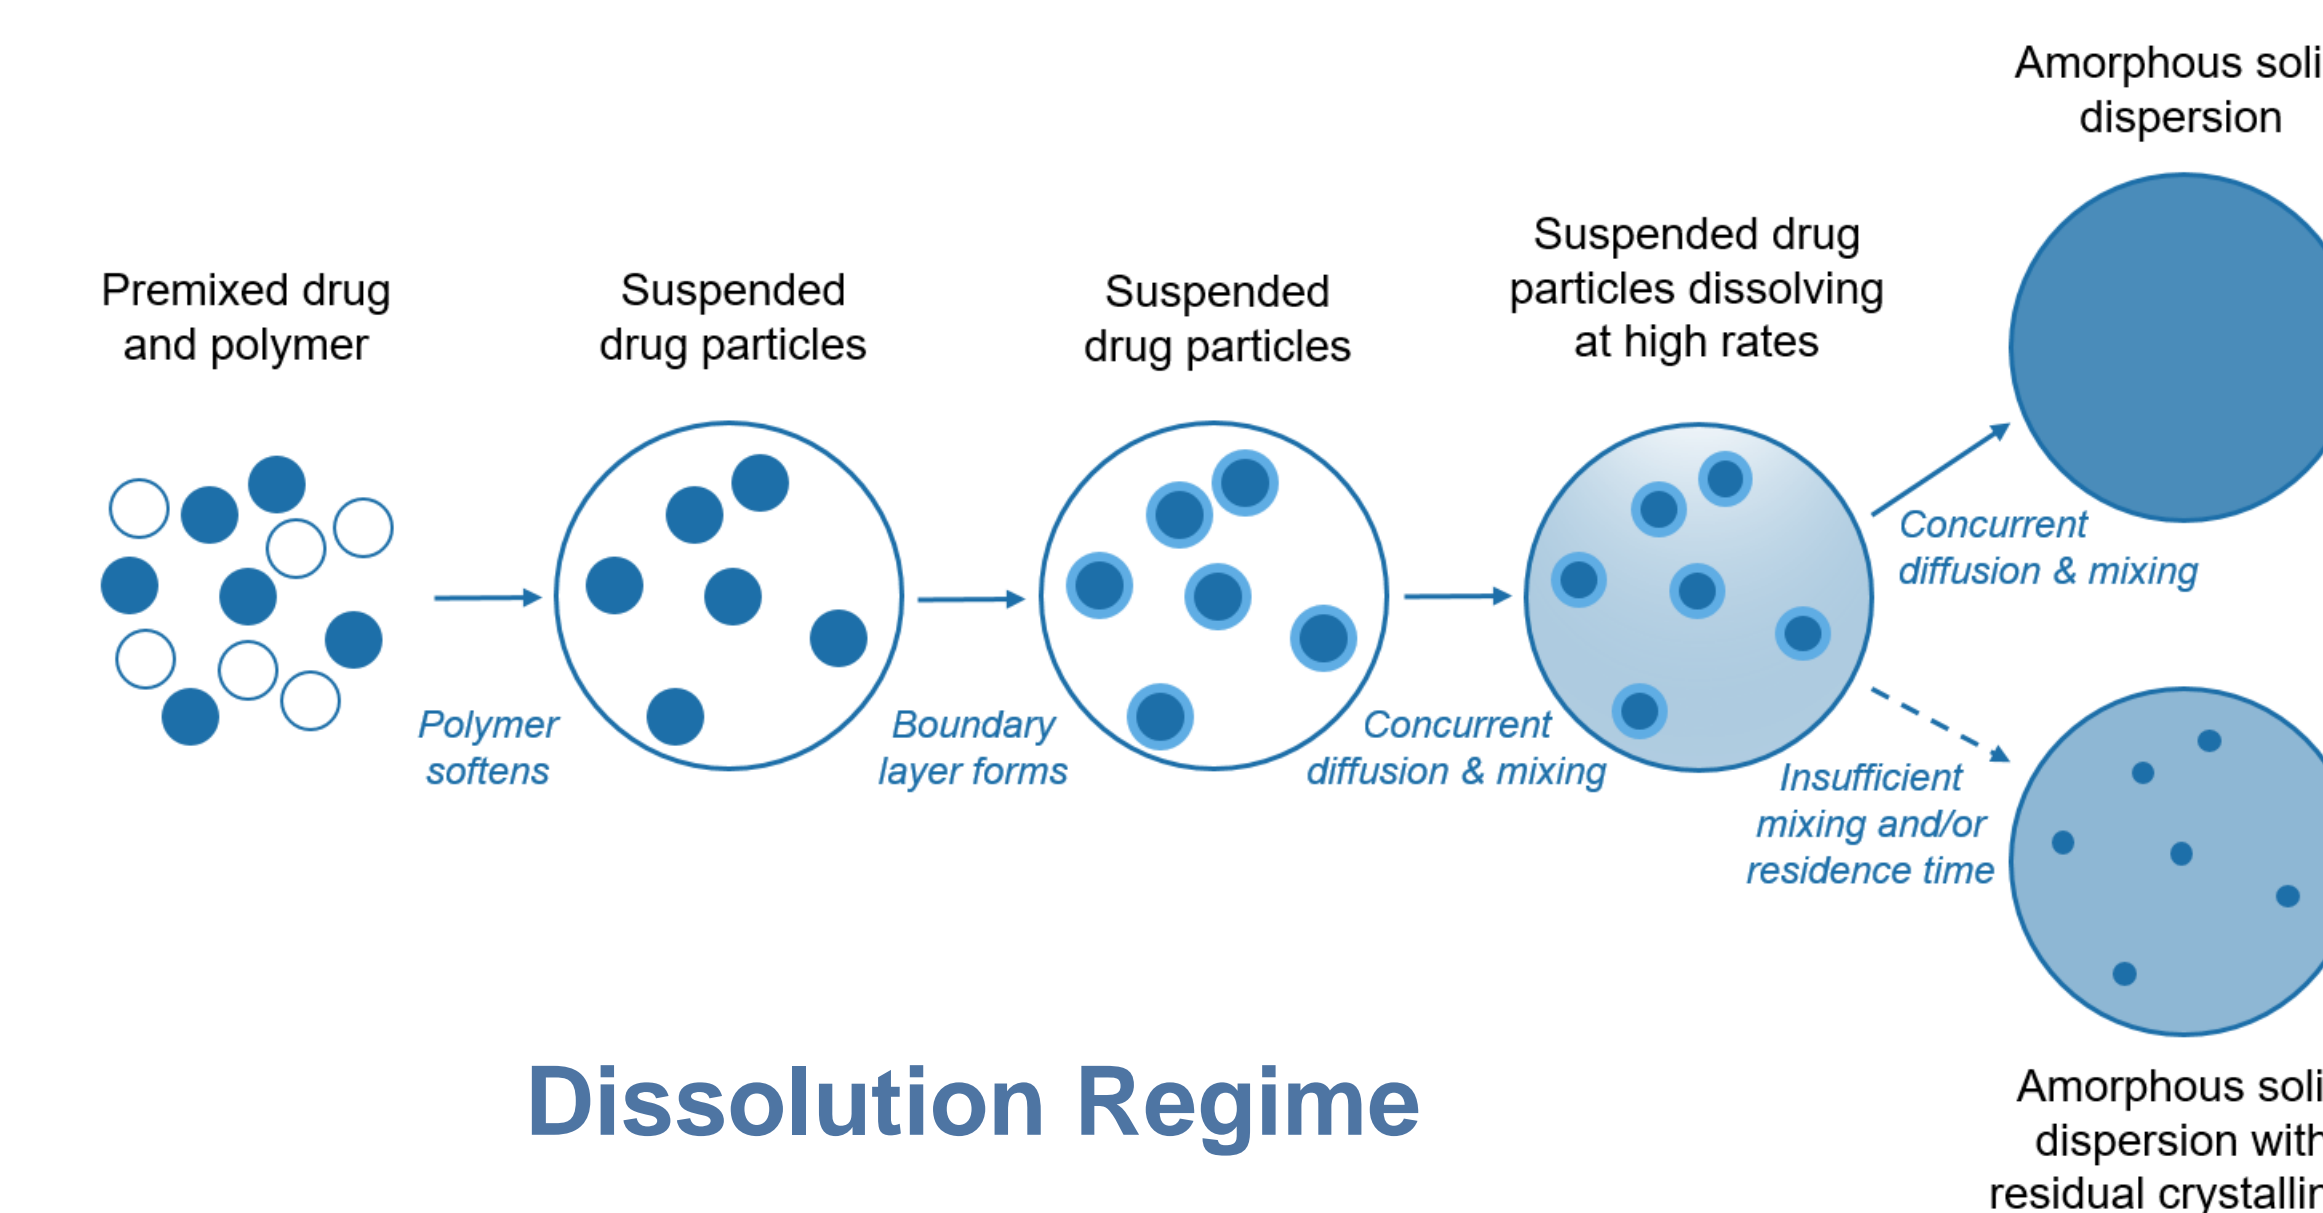 Amorphous soli
dispersion
Premixed drug
and polymer
Suspended
drug particles
Suspended
drug particles
Suspended drug
particles dissolving
at high rates
Polymer
softens
Boundary
layer forms
Concurrent
diffusion & mixing
Concurrent
diffusion & mixing
Insufficient
mixing and/or
residence time
Dissolution Regime
Amorphous soli
dispersion with
residual crystallin